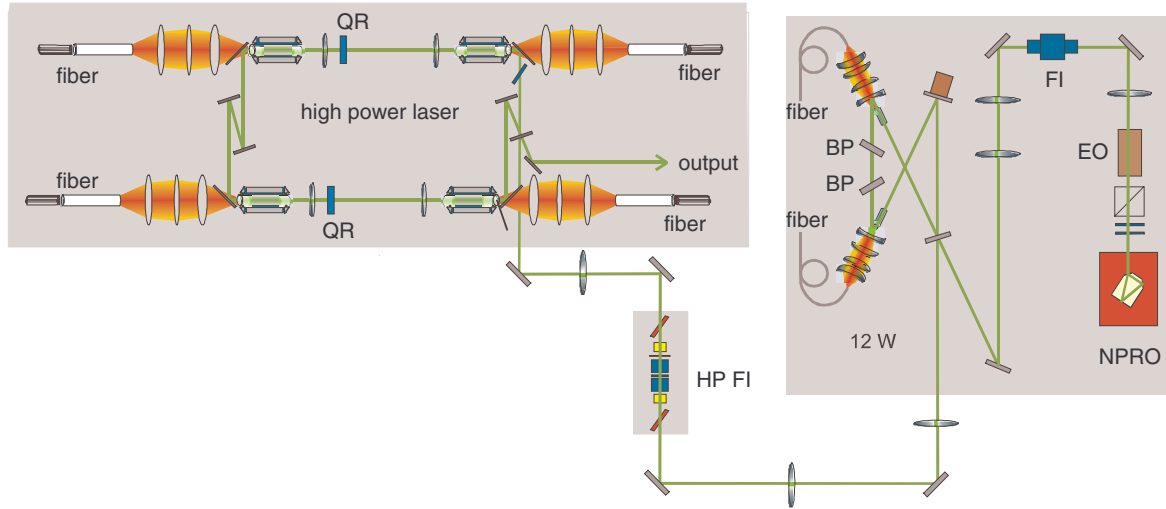 QR
fiber
fiber
high power laser
output
fiber
QR
fiber
HP FI
fiber
BP
BP
fiber
12 W
FI
EO
NPRO